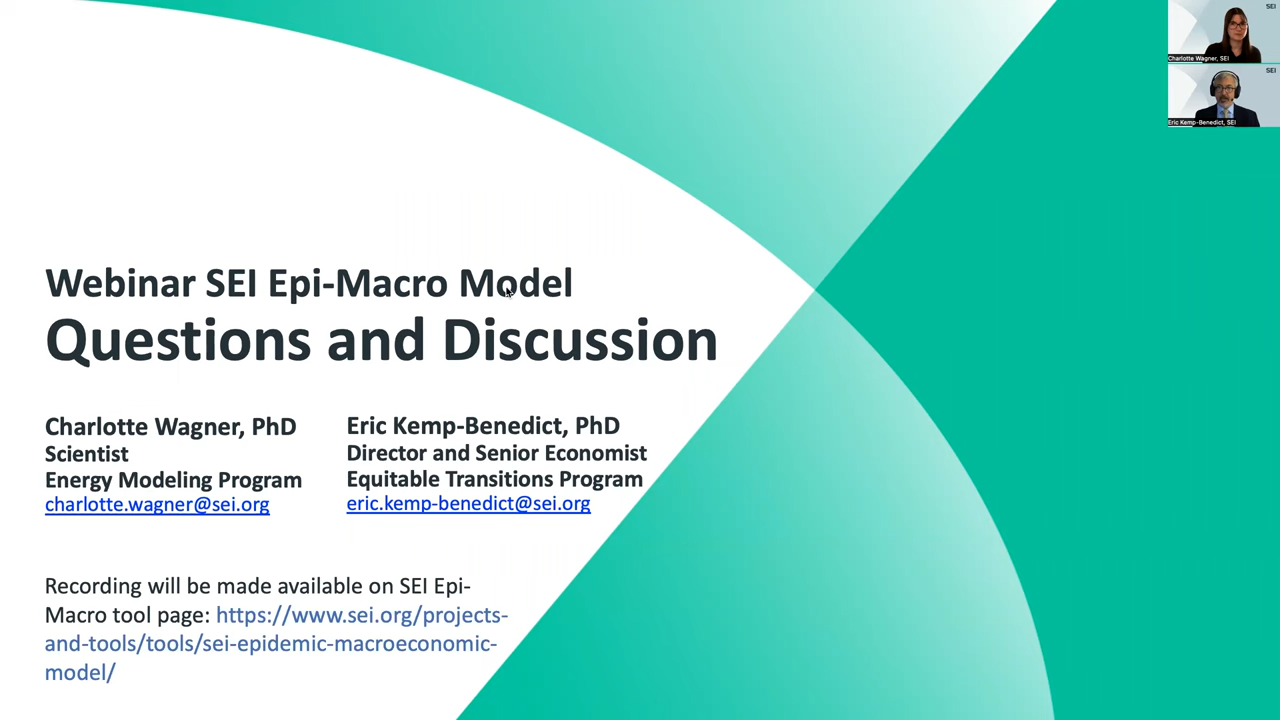 SEI
Charlotte Wagner, SEI
SEI
Eric Kemp-Benedict, SEI
Webinar SEI Epi-Macro Model
Questions and Discussion
Charlotte Wagner, PhD
Scientist
Energy Modeling Program
charlotte.wagner@sei.org
Eric Kemp-Benedict, PhD
Director and Senior Economist
Equitable Transitions Program
eric.kemp-benedict@sei.org
Recording will be made available on SEI Epi-
Macro tool page: https://www.sei.org/projects-
and-tools/tools/sei-epidemic-macroeconomic-
model/